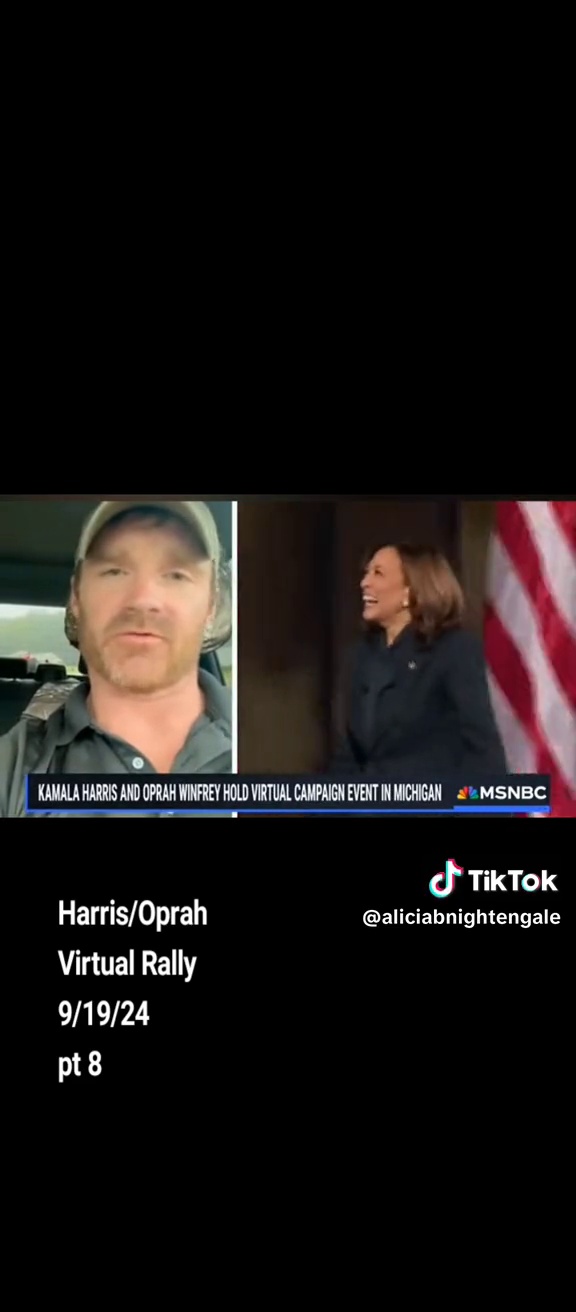 KAMALA HARRIS AND OPRAH WINFREY HOLD VIRTUAL CAMPAIGN EVENT IN MICHIGAN MSNBC
TikTok
@aliciabnightengale
Harris/Oprah
Virtual Rally
9/19/24
pt 8